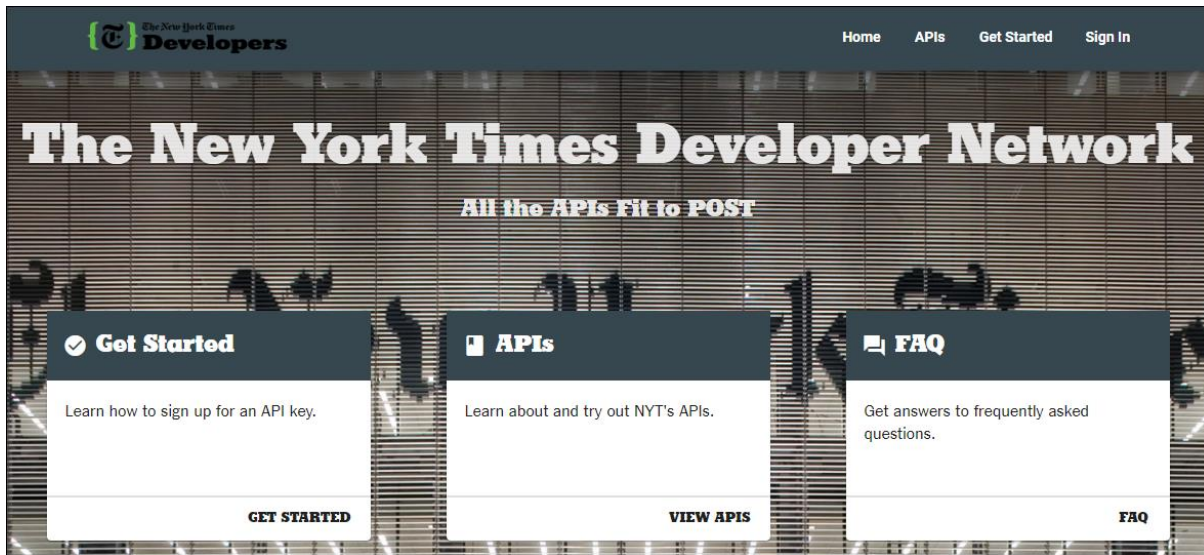 The New York Times
Developers
Home APIs Get Started Sign In
The New York Times Developer Network
All the APIs Fit to POST
Get Started
Learn how to sign up for an API key.
GET STARTED
APIs
Learn about and try out NYT's APIs.
VIEW APIS
FAQ
Get answers to frequently asked
questions.
FAQ